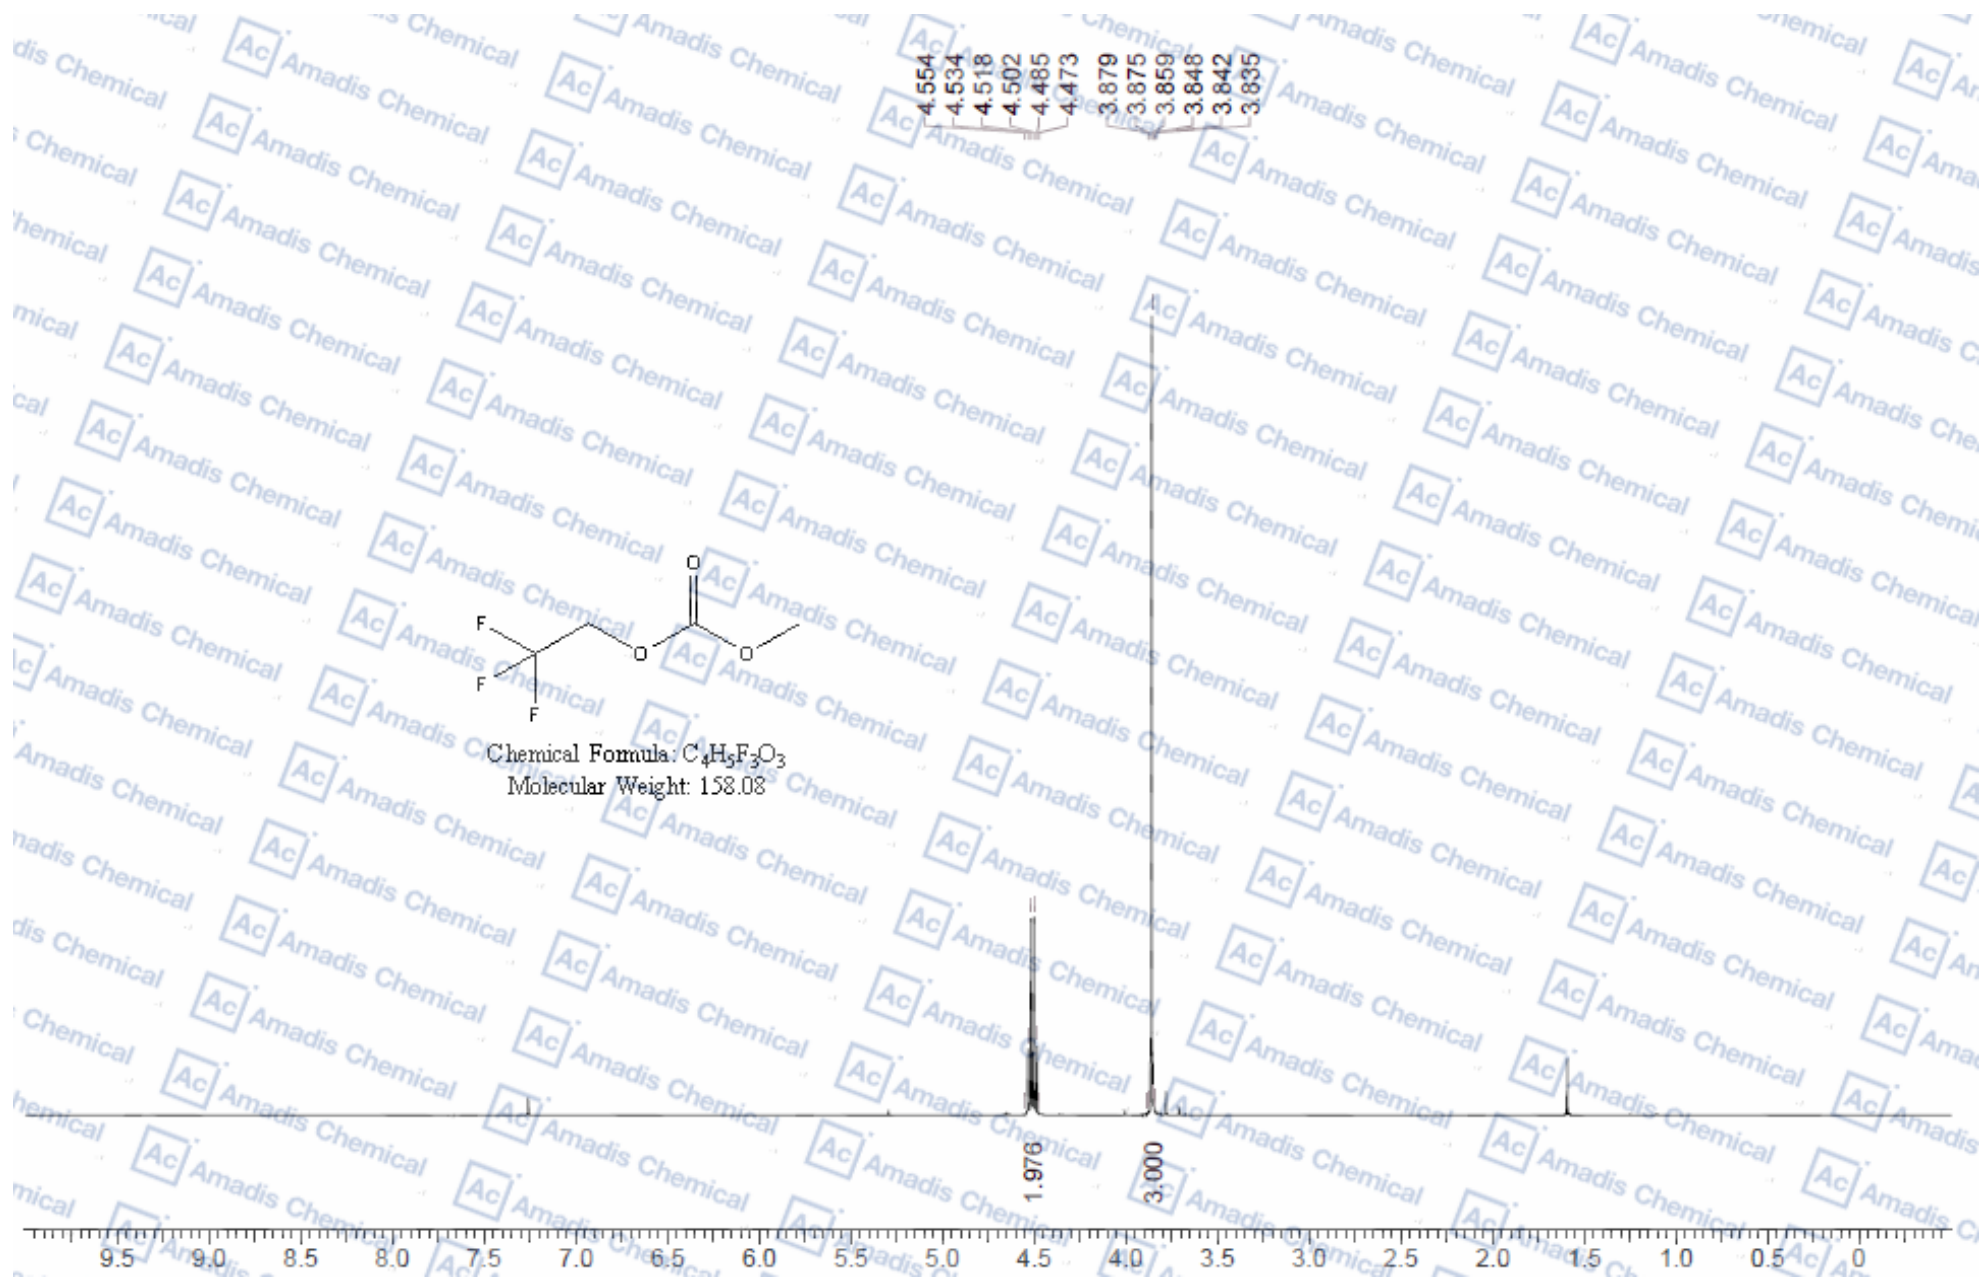 4.554
4.534
4.518
4.502
4.485
4.473
3.879
3.875
3.859
3.848
3.842
3.835
O
F
O
O
F
F
Chemical Formula: C₄H₅F₃O₃
Molecular Weight: 158.08
1.976
3.000
9.5 9.0 8.5 8.0 7.5 7.0 6.5 6.0 5.5 5.0 4.5 4.0 3.5 3.0 2.5 2.0 1.5 1.0 0.5 0
Ac Amadis Chemical